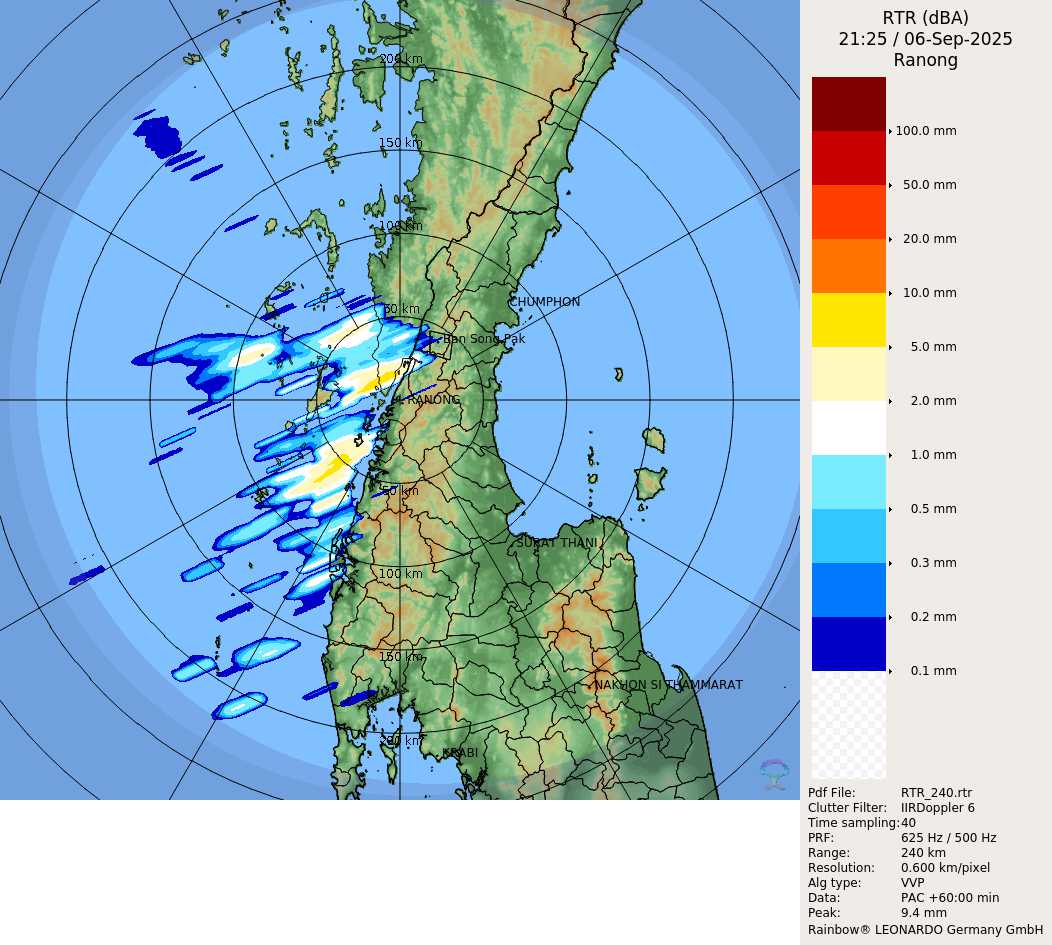 RTR (dBA)
21:25 / 06-Sep-2025
Ranong
200 km
150 km
100 km
50 km
CHUMPHON
Ban Song Pak
RANONG
50 km
SURAT THANI
100 km
150 km
NAKHON SI THAMMARAT
200 km
KRABI
100.0 mm
50.0 mm
20.0 mm
10.0 mm
5.0 mm
2.0 mm
1.0 mm
0.5 mm
0.3 mm
0.2 mm
0.1 mm
Pdf File: RTR_240.rtr
Clutter Filter: IIRDoppler 6
Time sampling:40
PRF: 625 Hz / 500 Hz
Range: 240 km
Resolution: 0.600 km/pixel
Alg type: VVP
Data: PAC +60:00 min
Peak: 9.4 mm
Rainbow® LEONARDO Germany GmbH